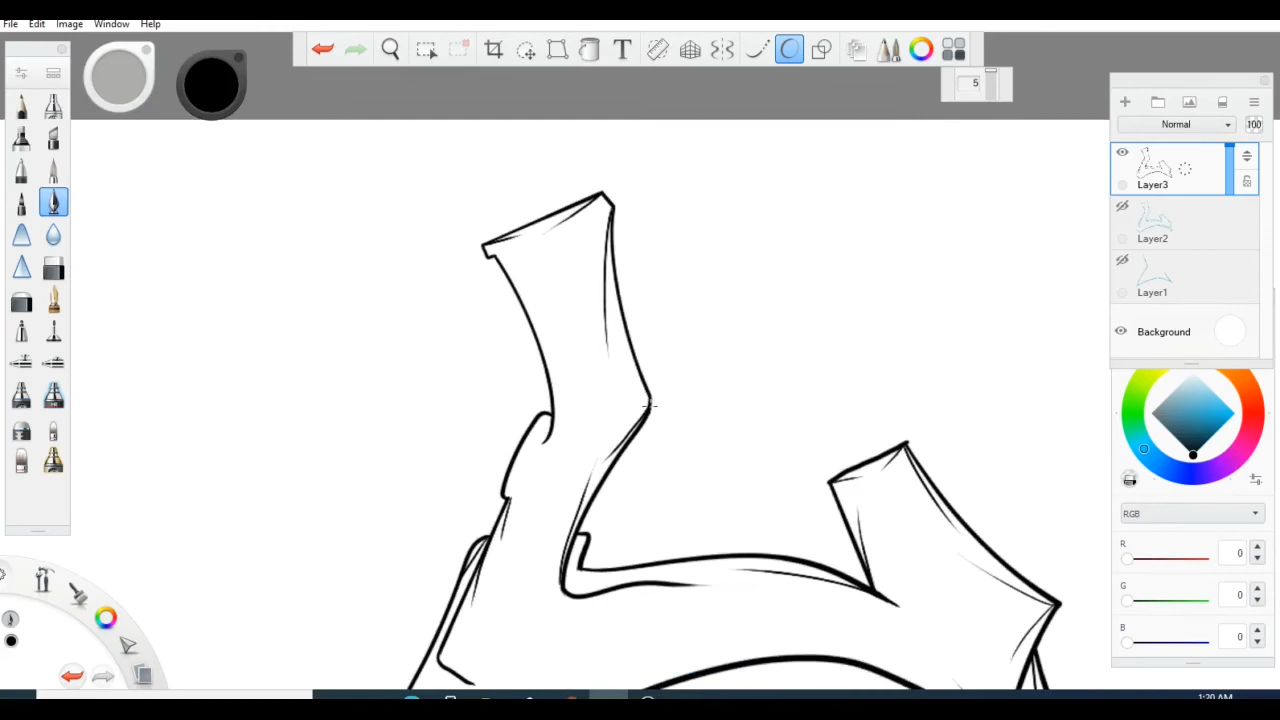 File Edit Image Window Help
T
5
Normal
100
Layer3
Layer2
Layer1
Background
RGB
R 0
G 0
B 0
1:20 AM